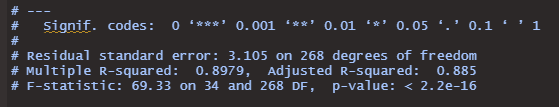 # ---
#   Signif. codes:  0 ‘***’ 0.001 ‘**’ 0.01 ‘*’ 0.05 ‘.’ 0.1 ‘ ’ 1
#
# Residual standard error: 3.105 on 268 degrees of freedom
# Multiple R-squared:  0.8979,  Adjusted R-squared:  0.885
# F-statistic: 69.33 on 34 and 268 DF,  p-value: < 2.2e-16